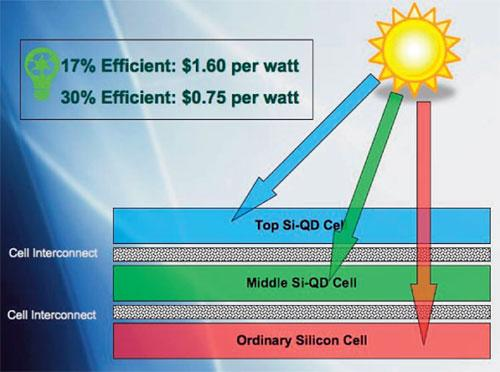 17% Efficient: $1.60 per watt
30% Efficient: $0.75 per watt
Top Si-QD Cell
Cell Interconnect
Middle Si-QD Cell
Cell Interconnect
Ordinary Silicon Cell